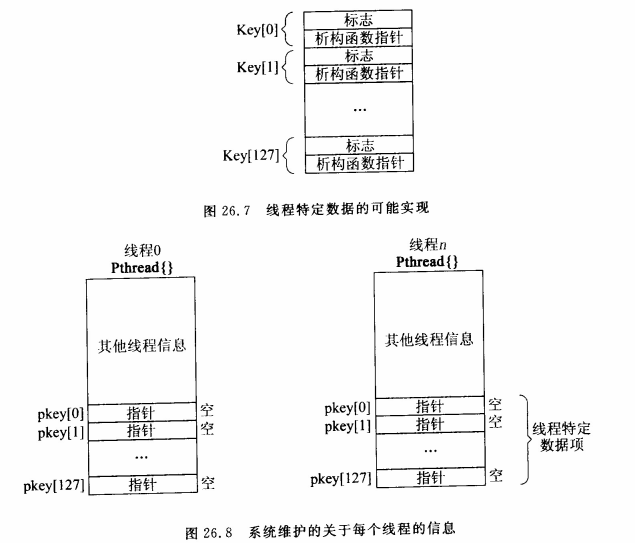 Key[0]
标志
析构函数指针
Key[1]
标志
析构函数指针
...
Key[127]
标志
析构函数指针
图 26.7 线程特定数据的可能实现
线程0
Pthread{}
其他线程信息
pkey[0] 指针 空
pkey[1] 指针 空
...
pkey[127] 指针 空
线程n
Pthread{}
其他线程信息
pkey[0] 指针 空
pkey[1] 指针 空
...
pkey[127] 指针 空
线程特定
数据项
图 26.8 系统维护的关于每个线程的信息